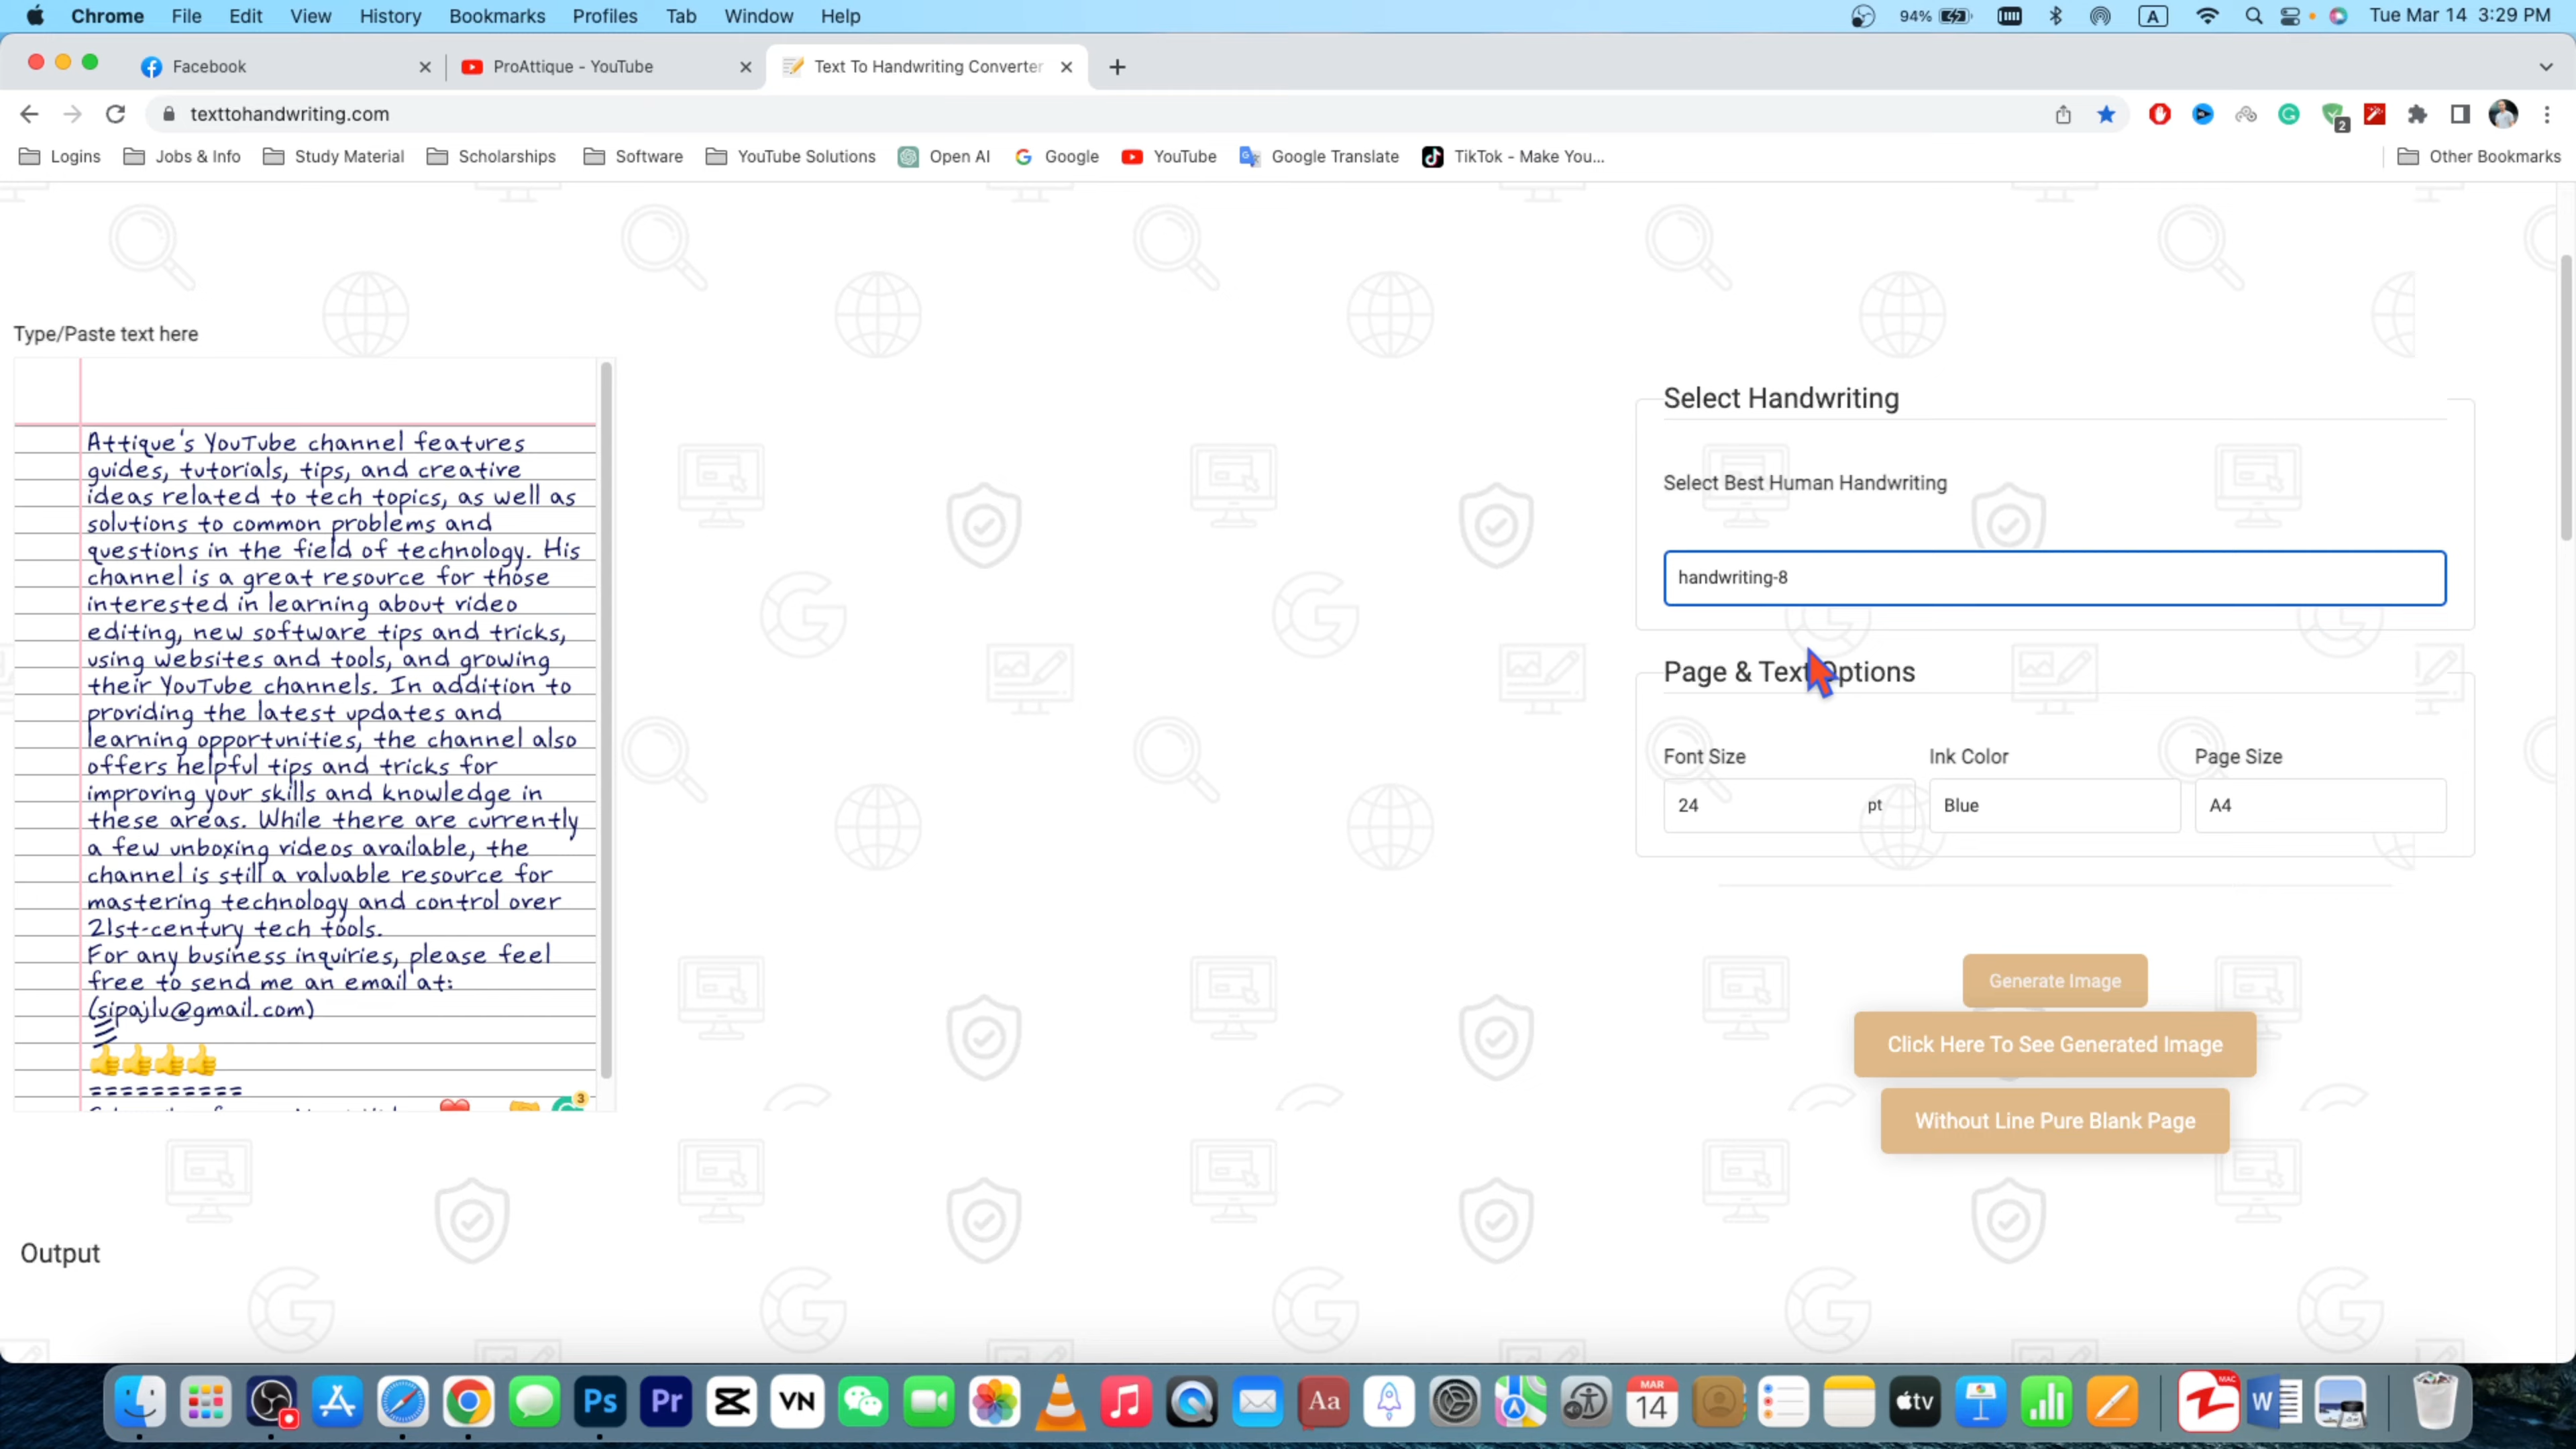 Chrome File Edit View History Bookmarks Profiles Tab Window Help
94% A Tue Mar 14 3:29 PM
Facebook
ProAttique - YouTube
Text To Handwriting Converter
texttohandwriting.com
2
Logins Jobs & Info Study Material Scholarships Software YouTube Solutions Open AI Google YouTube Google Translate TikTok - Make You... Other Bookmarks
Type/Paste text here
Attique's YouTube channel features
guides, tutorials, tips, and creative
ideas related to tech topics, as well as
solutions to common problems and
questions in the field of technology. His
channel is a great resource for those
interested in learning about video
editing, new software tips and tricks,
using websites and tools, and growing
their YouTube channels. In addition to
providing the latest updates and
learning opportunities, the channel also
offers helpful tips and tricks for
improving your skills and knowledge in
these areas. While there are currently
a few unboxing videos available, the
channel is still a valuable resource for
mastering technology and control over
21st-century tech tools.
For any business inquiries, please feel
free to send me an email at:
(sipajlu@gmail.com)
👍👍👍👍
==========
3
Select Handwriting
Select Best Human Handwriting
handwriting-8
Page & Text Options
Font Size Ink Color Page Size
24 pt Blue A4
Generate Image
Click Here To See Generated Image
Without Line Pure Blank Page
Output
Ps Pr VN Aa MAR 14 tv MAC W